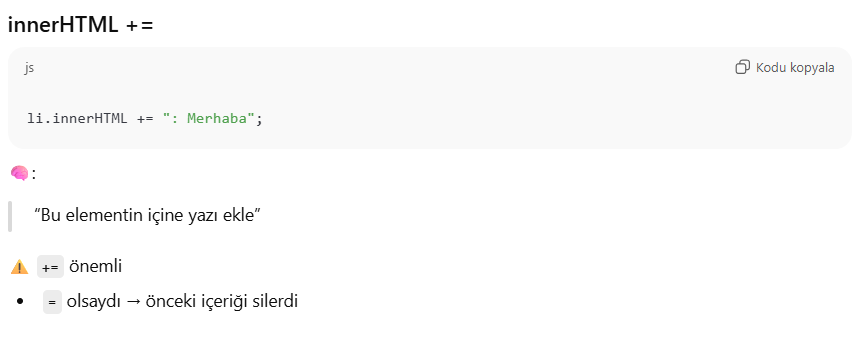 innerHTML +=
js
Kodu kopyala
li.innerHTML += ": Merhaba";
🧠:
“Bu elementin içine yazı ekle”
⚠️ += önemli
• = olsaydı → önceki içeriği silerdi